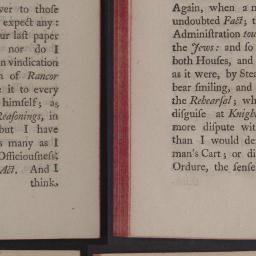 ver to those
expect any:
ur last paper
nor do I
n vindication
n of Rancor
e it to every
himself; as
Reasonings, in
but I have
s many as I
Officiousness,
Act. And I
think,
Again, when a
undoubted Fact; t
Administration tou
the Jews: and so
both Houses, and
as it were, by Stea
bear smiling, and
the Rehearsal; wh
disguise at Knigh
more dispute wit
than I would de
man's Cart; or di
Ordure, the sense